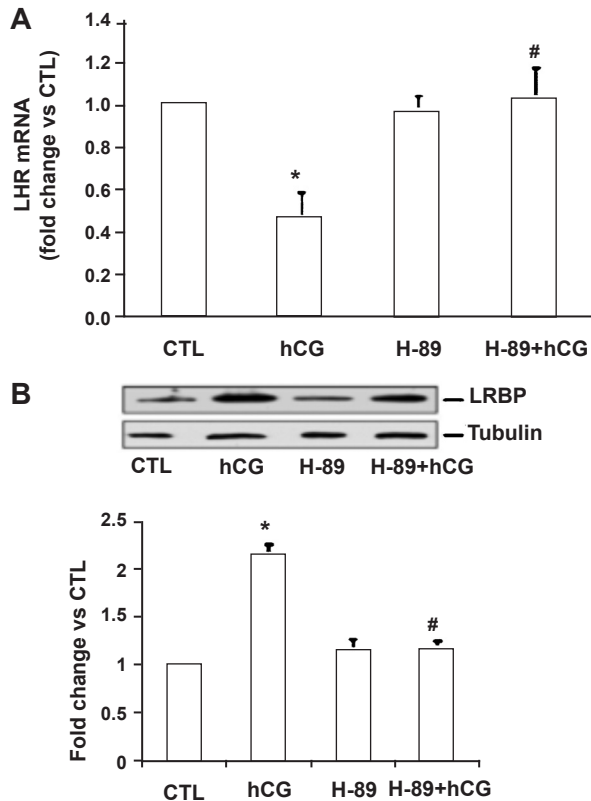 A
1.4
1.2
1.0
0.8
0.6
0.4
0.2
0.0
LHR mRNA
(fold change vs CTL)
*
#
CTL hCG H-89 H-89+hCG
B
LRBP
Tubulin
CTL hCG H-89 H-89+hCG
2.5
2
1.5
1
0.5
0
Fold change vs CTL
*
#
CTL hCG H-89 H-89+hCG